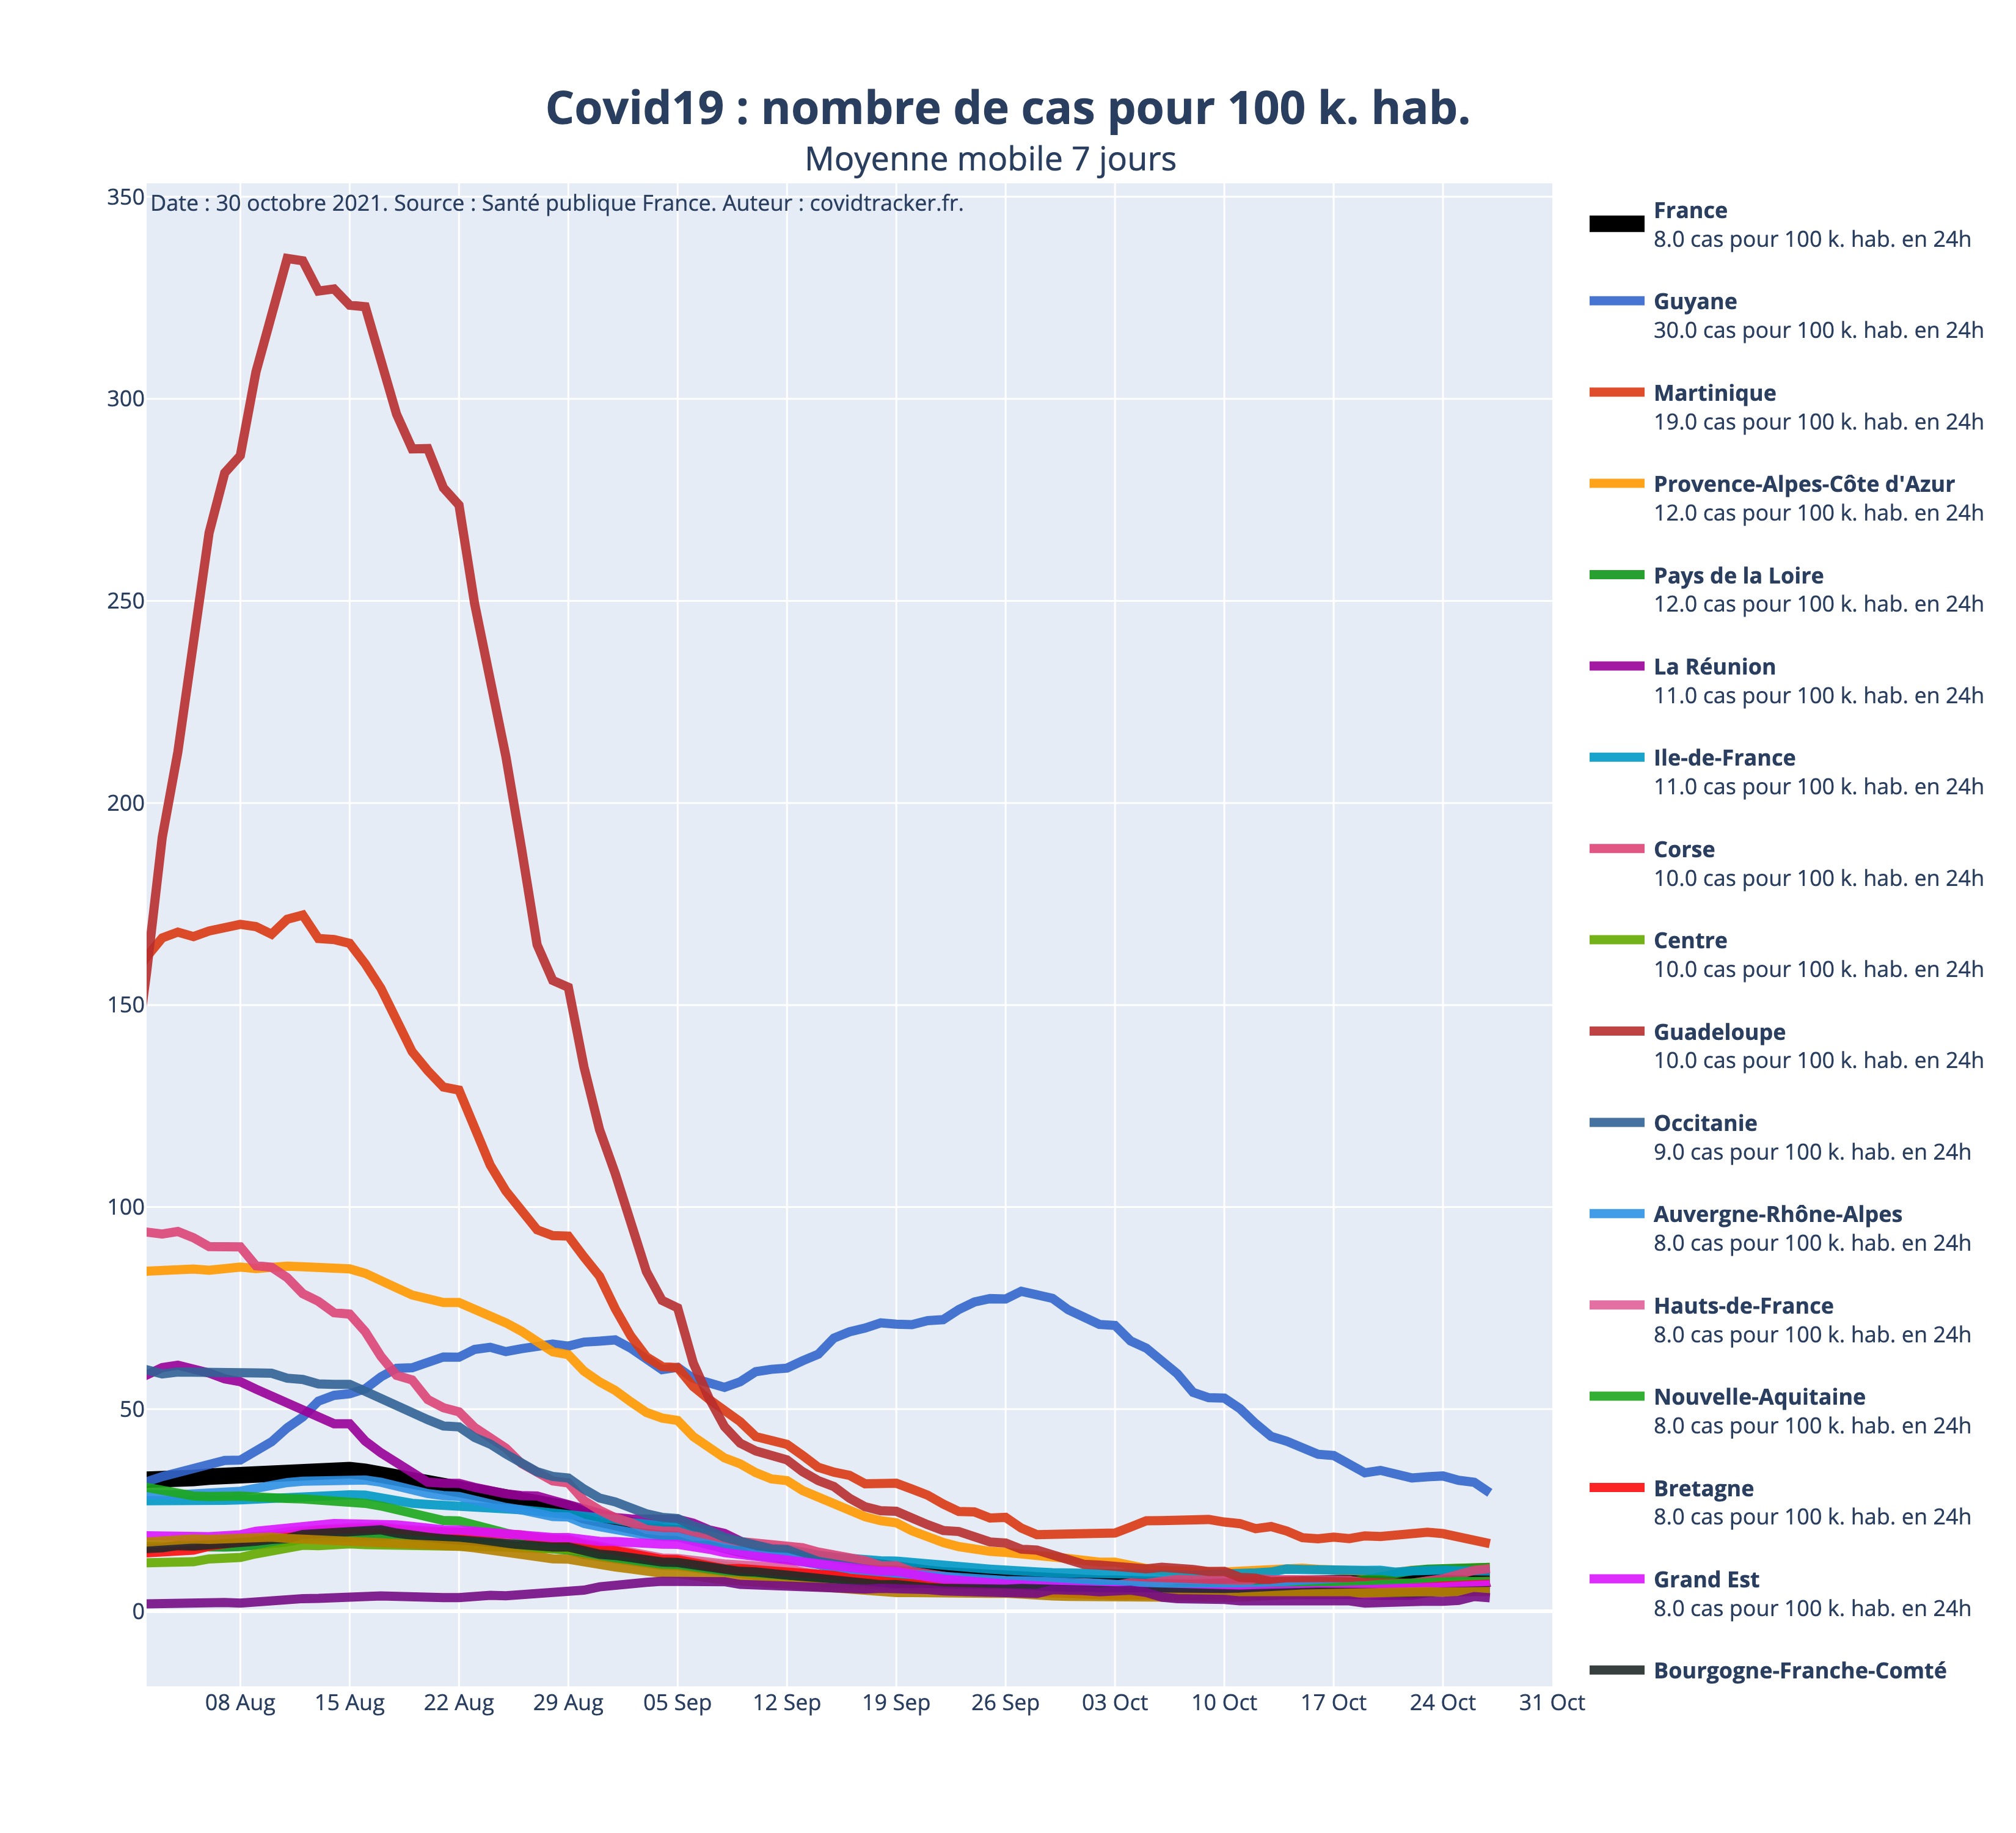 Covid19 : nombre de cas pour 100 k. hab.
Moyenne mobile 7 jours
Date : 30 octobre 2021. Source : Santé publique France. Auteur : covidtracker.fr.
350
300
250
200
150
100
50
0
08 Aug
15 Aug
22 Aug
29 Aug
05 Sep
12 Sep
19 Sep
26 Sep
03 Oct
10 Oct
17 Oct
24 Oct
31 Oct
France
8.0 cas pour 100 k. hab. en 24h
Guyane
30.0 cas pour 100 k. hab. en 24h
Martinique
19.0 cas pour 100 k. hab. en 24h
Provence-Alpes-Côte d'Azur
12.0 cas pour 100 k. hab. en 24h
Pays de la Loire
12.0 cas pour 100 k. hab. en 24h
La Réunion
11.0 cas pour 100 k. hab. en 24h
Ile-de-France
11.0 cas pour 100 k. hab. en 24h
Corse
10.0 cas pour 100 k. hab. en 24h
Centre
10.0 cas pour 100 k. hab. en 24h
Guadeloupe
10.0 cas pour 100 k. hab. en 24h
Occitanie
9.0 cas pour 100 k. hab. en 24h
Auvergne-Rhône-Alpes
8.0 cas pour 100 k. hab. en 24h
Hauts-de-France
8.0 cas pour 100 k. hab. en 24h
Nouvelle-Aquitaine
8.0 cas pour 100 k. hab. en 24h
Bretagne
8.0 cas pour 100 k. hab. en 24h
Grand Est
8.0 cas pour 100 k. hab. en 24h
Bourgogne-Franche-Comté